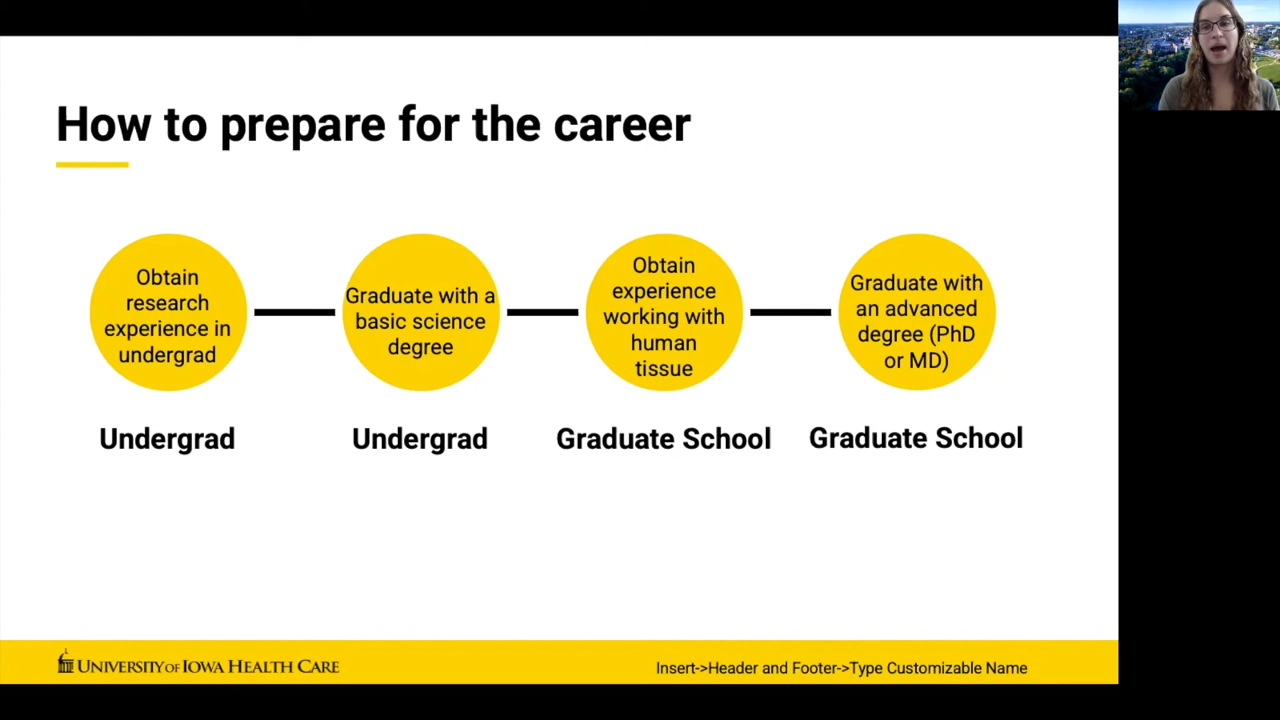 How to prepare for the career
Obtain
research
experience in
undergrad
Graduate with a
basic science
degree
Obtain
experience
working with
human
tissue
Graduate with
an advanced
degree (PhD
or MD)
Undergrad
Undergrad
Graduate School
Graduate School
UNIVERSITY OF IOWA HEALTH CARE
Insert->Header and Footer->Type Customizable Name